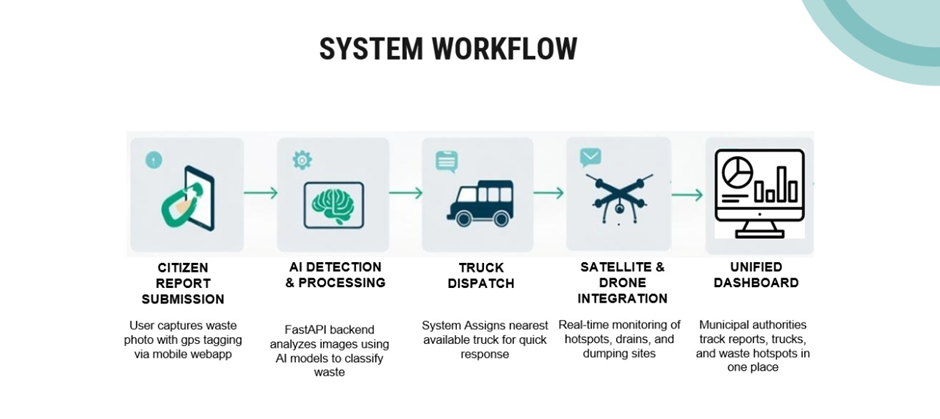 SYSTEM WORKFLOW
CITIZEN
REPORT
SUBMISSION
User captures waste
photo with gps tagging
via mobile webapp
AI DETECTION
& PROCESSING
FastAPI backend
analyzes images using
AI models to classify
waste
TRUCK
DISPATCH
System Assigns nearest
available truck for quick
response
SATELLITE &
DRONE
INTEGRATION
Real-time monitoring of
hotspots, drains, and
dumping sites
UNIFIED
DASHBOARD
Municipal authorities
track reports, trucks,
and waste hotspots in
one place